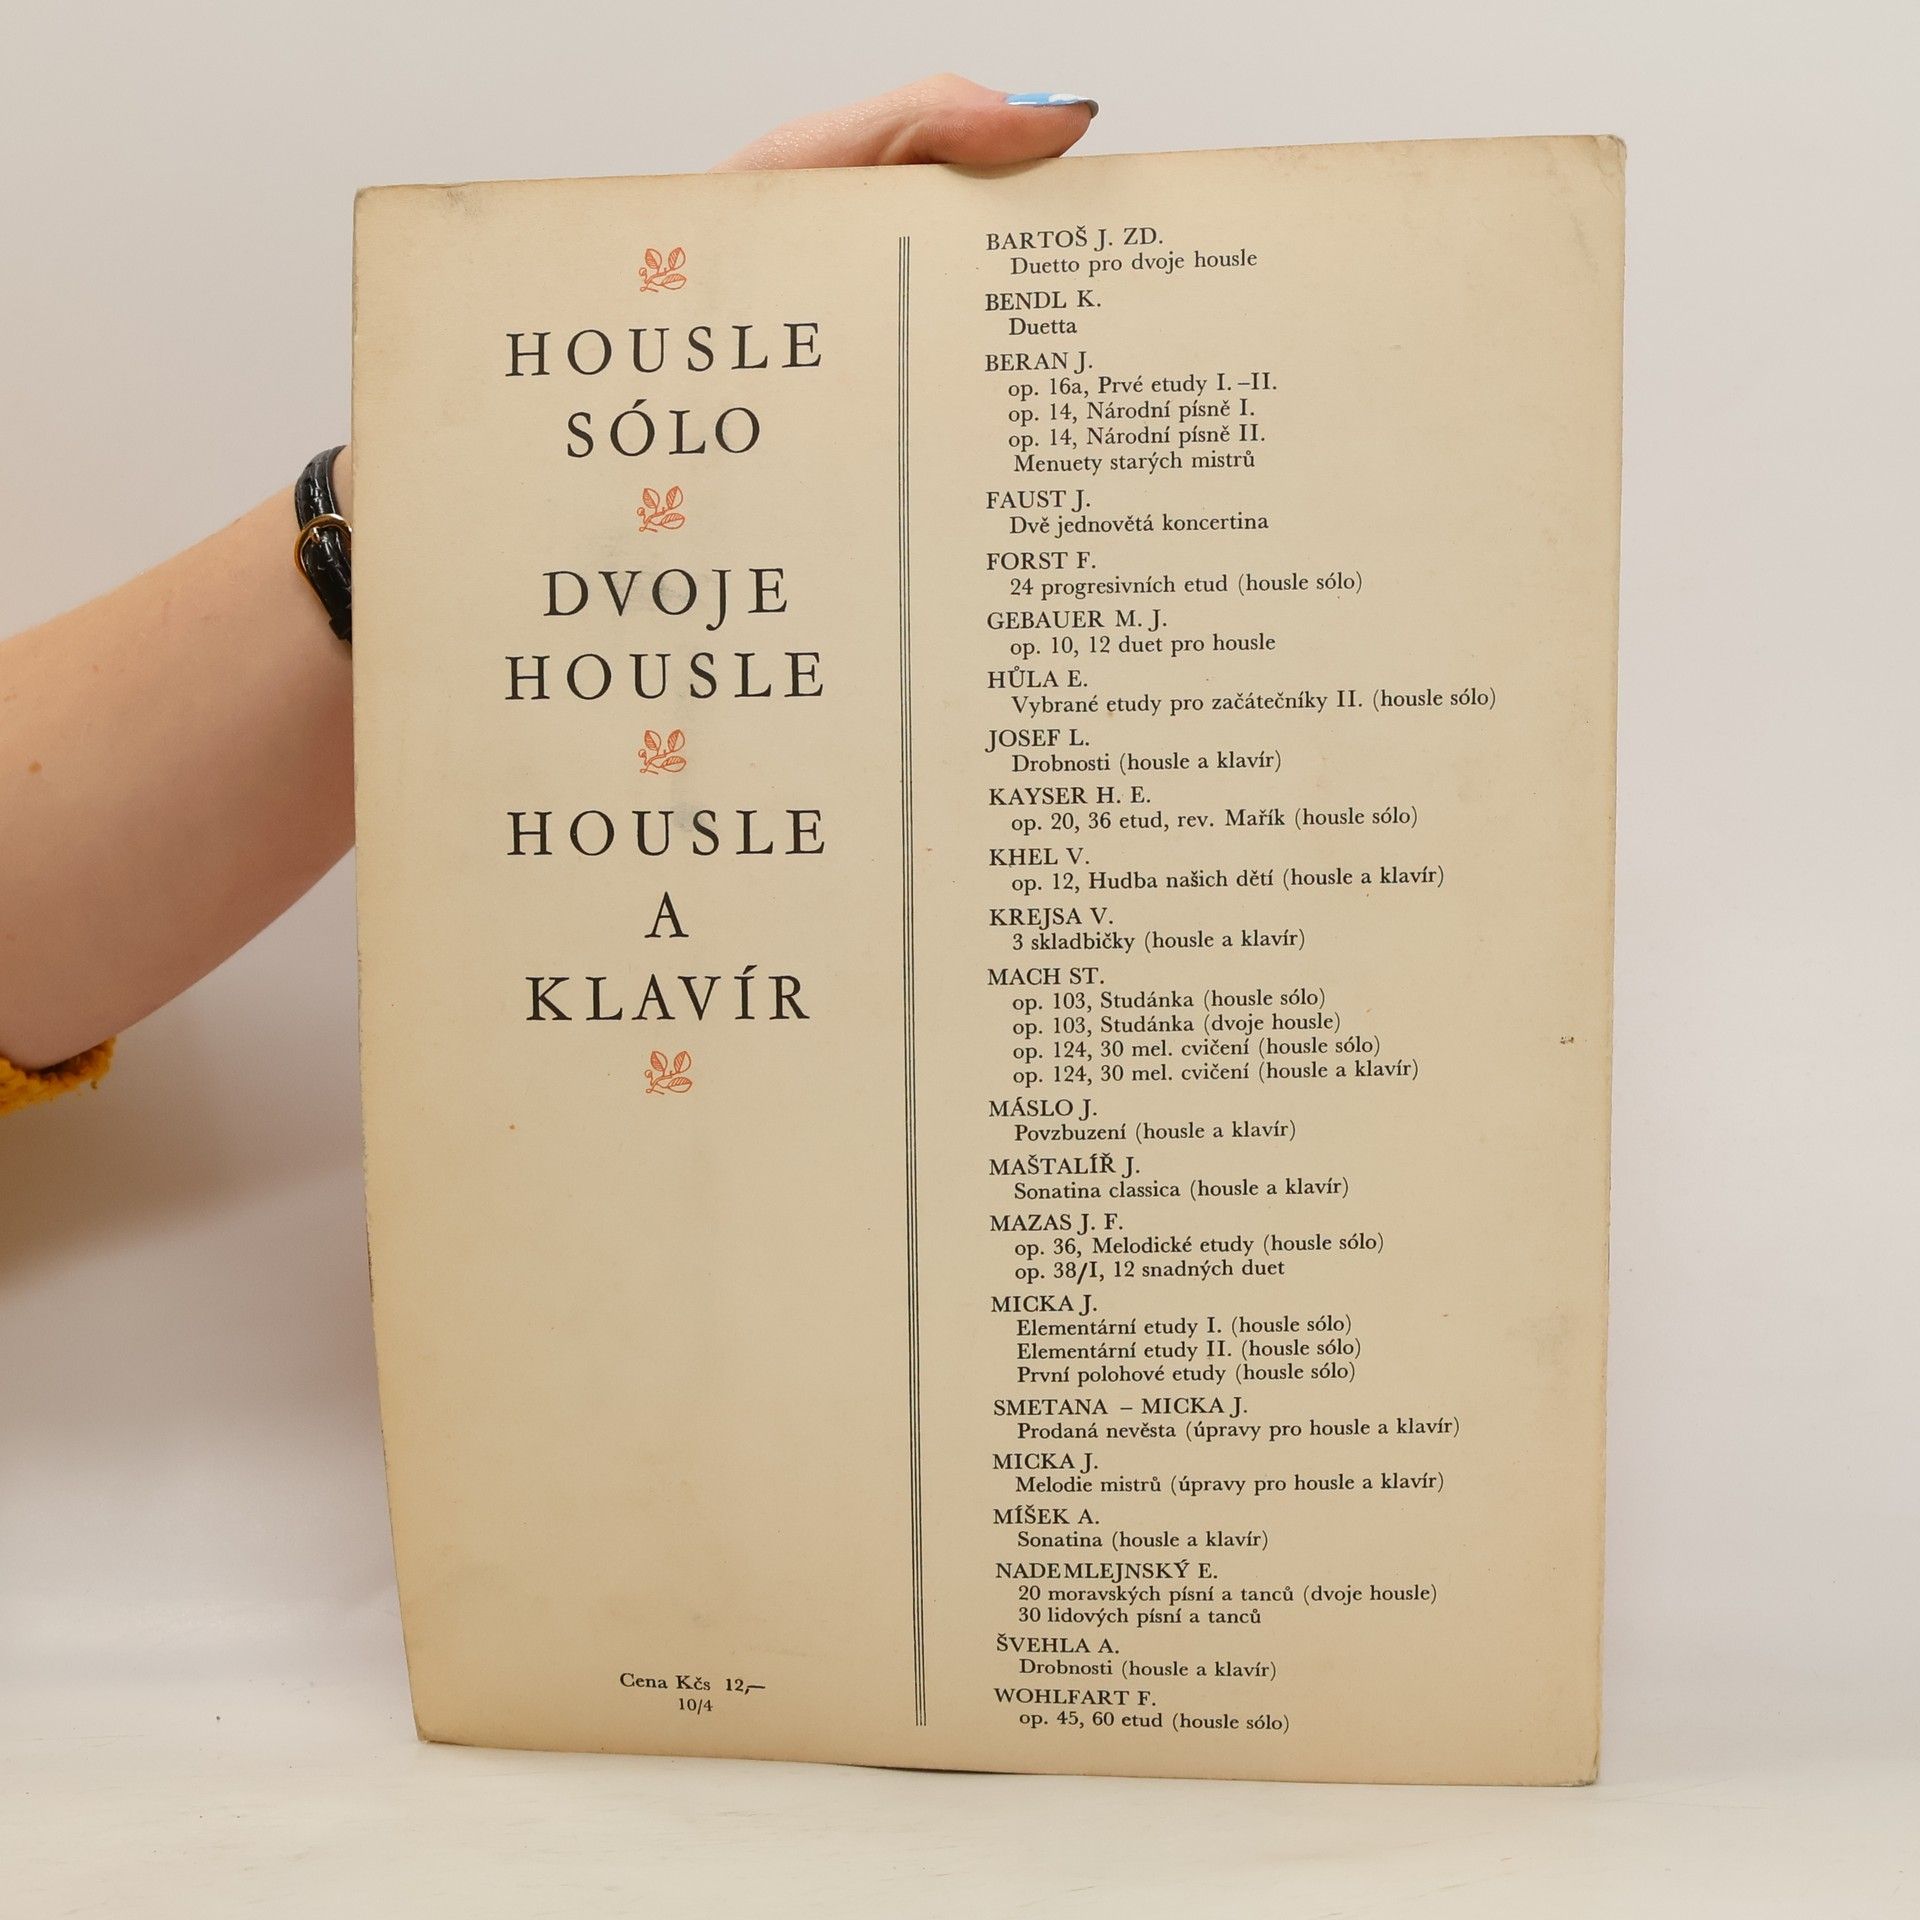 HOUSLE
SÓLO
DVOJE
HOUSLE
HOUSLE
A
KLAVÍR
Cena Kčs 12,—
10/4
BARTOŠ J. ZD.
Duetto pro dvoje housle
BENDL K.
Duetta
BERAN J.
op. 16a, Prvé etudy I. –II.
op. 14, Národní písně I.
op. 14, Národní písně II.
Menuety starých mistrů
FAUST J.
Dvě jednovětá koncertina
FORST F.
24 progresivních etud (housle sólo)
GEBAUER M. J.
op. 10, 12 duet pro housle
HŮLA E.
Vybrané etudy pro začátečníky II. (housle sólo)
JOSEF L.
Drobnosti (housle a klavír)
KAYSER H. E.
op. 20, 36 etud, rev. Mařík (housle sólo)
KHEL V.
op. 12, Hudba našich dětí (housle a klavír)
KREJSA V.
3 skladbičky (housle a klavír)
MACH ST.
op. 103, Studánka (housle sólo)
op. 103, Studánka (dvoje housle)
op. 124, 30 mel. cvičení (housle sólo)
op. 124, 30 mel. cvičení (housle a klavír)
MÁSLO J.
Povzbuzení (housle a klavír)
MAŠTALÍŘ J.
Sonatina classica (housle a klavír)
MAZAS J. F.
op. 36, Melodické etudy (housle sólo)
op. 38/I, 12 snadných duet
MICKA J.
Elementární etudy I. (housle sólo)
Elementární etudy II. (housle sólo)
První polohové etudy (housle sólo)
SMETANA – MICKA J.
Prodaná nevěsta (úpravy pro housle a klavír)
MICKA J.
Melodie mistrů (úpravy pro housle a klavír)
MÍŠEK A.
Sonatina (housle a klavír)
NADEMLEJNSKÝ E.
20 moravských písní a tanců (dvoje housle)
30 lidových písní a tanců
ŠVEHLA A.
Drobnosti (housle a klavír)
WOHLFART F.
op. 45, 60 etud (housle sólo)